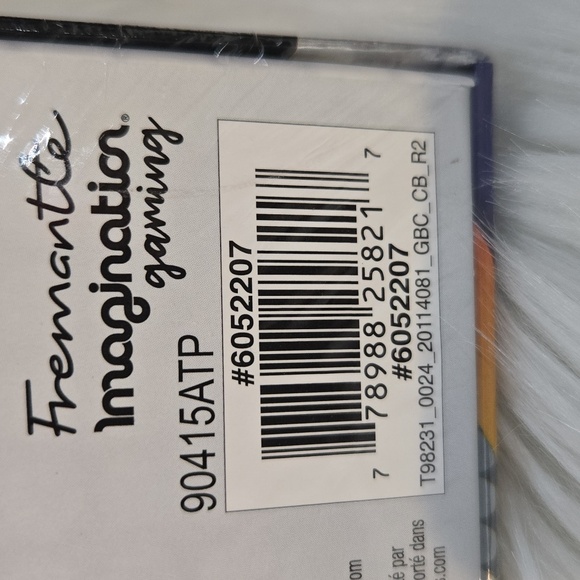 Fremantle
Imagination®
gaming
90415ATP
#6052207
7 78988 25821 7
#6052207
T98231_0024_20114081_GBC_CB_R2
om
é par
orté dans
s.com